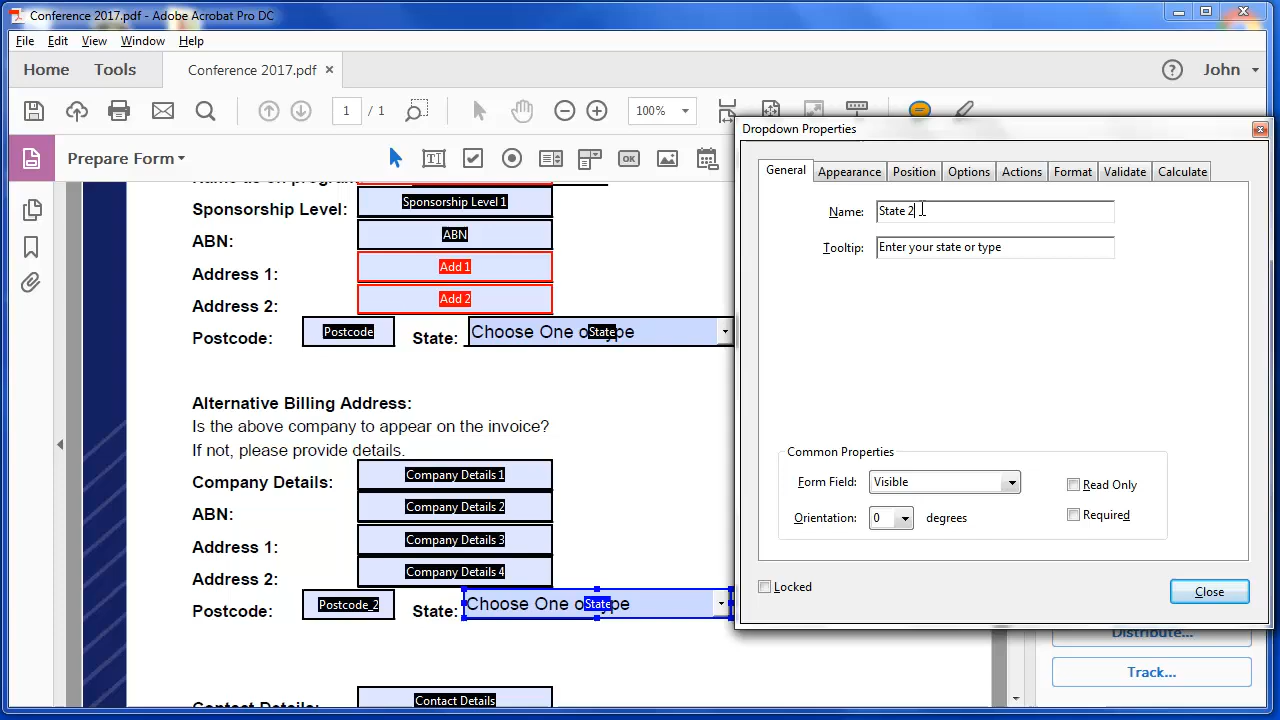 Conference 2017.pdf - Adobe Acrobat Pro DC
File Edit View Window Help
Home Tools Conference 2017.pdf × John
1 / 1 100%
Prepare Form
Dropdown Properties
General Appearance Position Options Actions Format Validate Calculate
Name: State 2
Tooltip: Enter your state or type
Common Properties
Form Field: Visible Read Only
Orientation: 0 degrees Required
Locked Close
Distribute...
Track...
Sponsorship Level: Sponsorship Level 1
ABN: ABN
Address 1: Add 1
Address 2: Add 2
Postcode: Postcode State: Choose One o State pe
Alternative Billing Address:
Is the above company to appear on the invoice?
If not, please provide details.
Company Details: Company Details 1
ABN: Company Details 2
Address 1: Company Details 3
Address 2: Company Details 4
Postcode: Postcode_2 State: Choose One o State pe
Contact Details: Contact Details